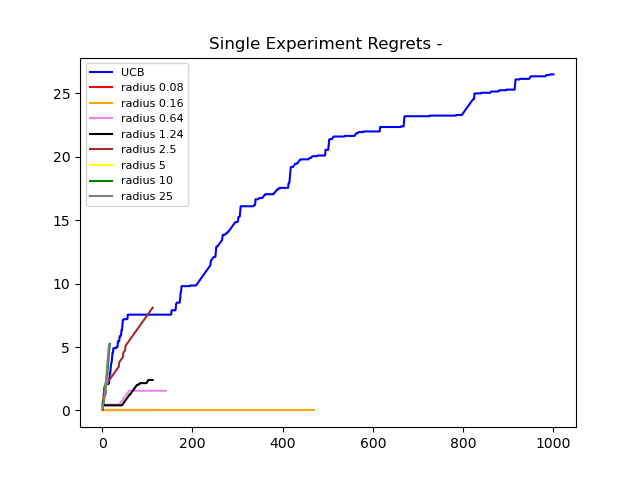 Single Experiment Regrets -
UCB
radius 0.08
radius 0.16
radius 0.64
radius 1.24
radius 2.5
radius 5
radius 10
radius 25
25
20
15
10
5
0
0 200 400 600 800 1000